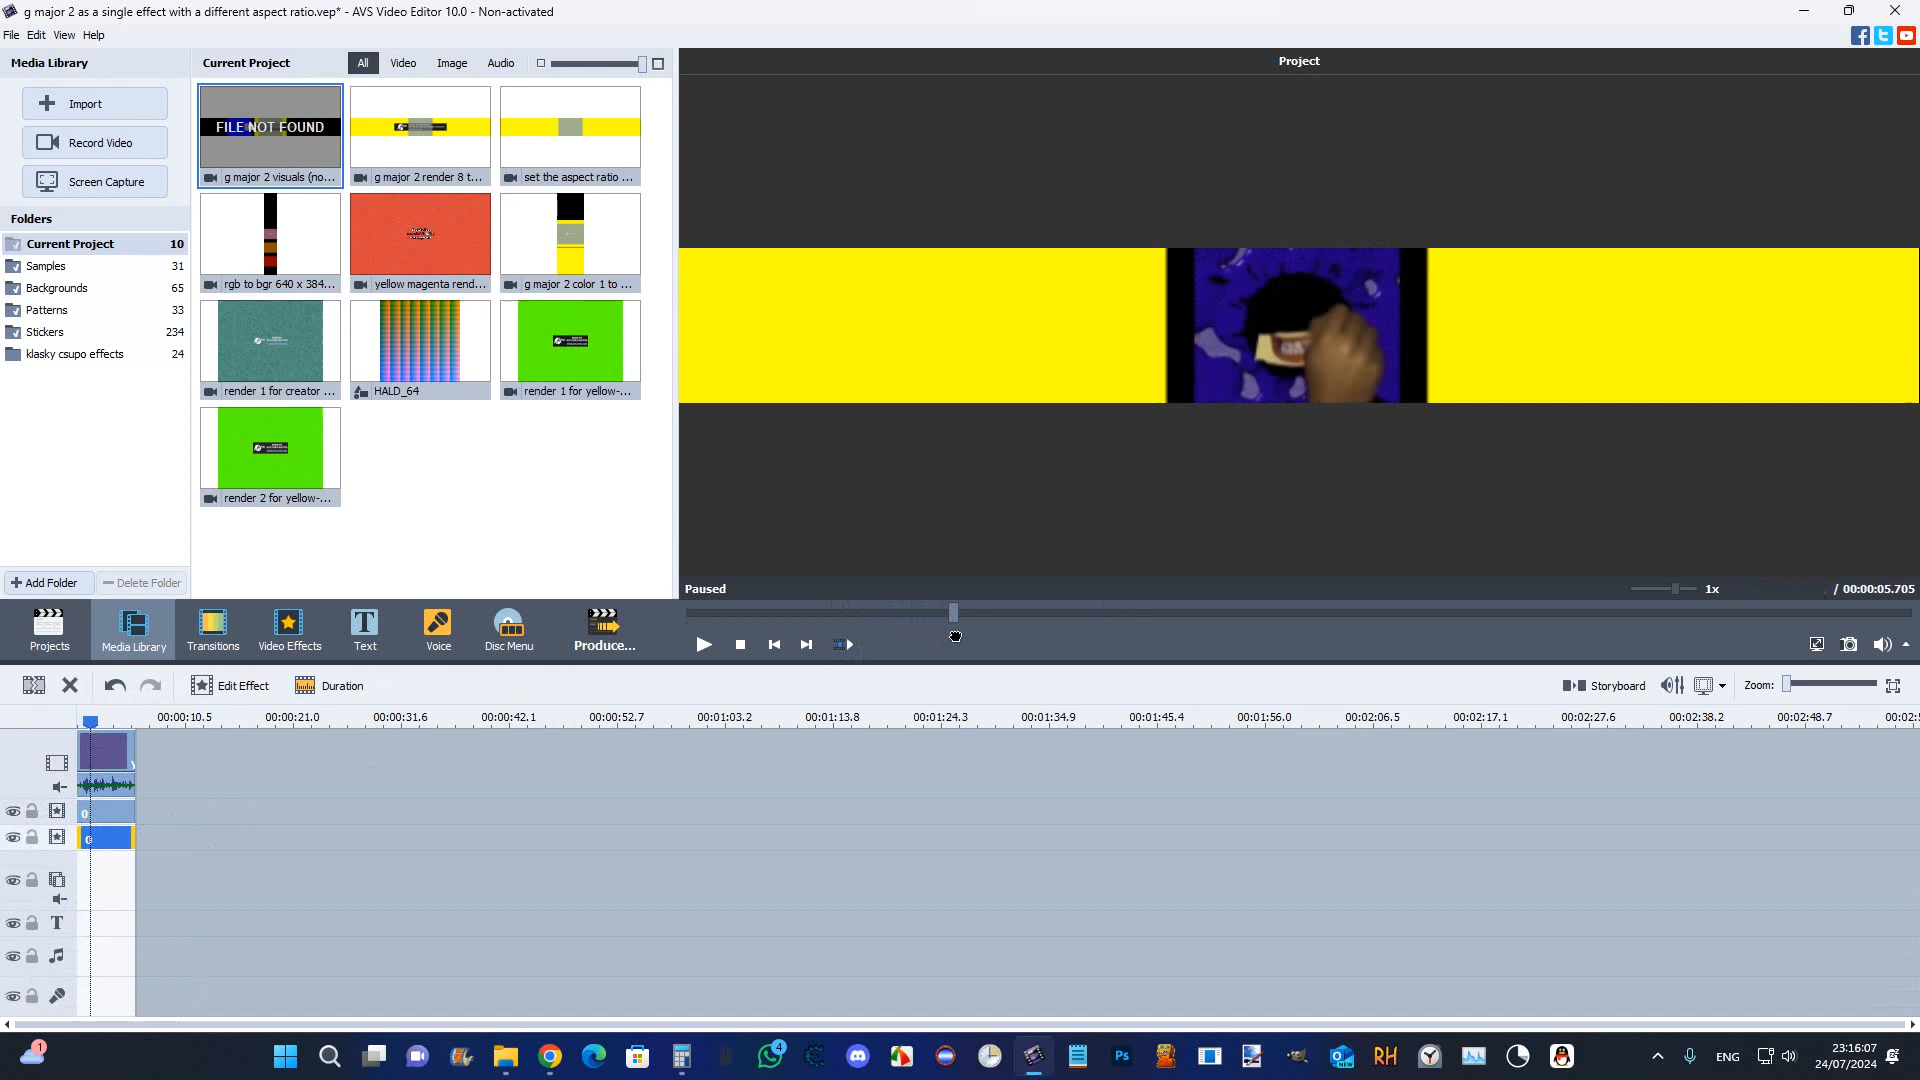 g major 2 as a single effect with a different aspect ratio.vep* - AVS Video Editor 10.0 - Non-activated
File Edit View Help
Media Library
Current Project
All Video Image Audio
Project
Import
Record Video
Screen Capture
FILE NOT FOUND
g major 2 visuals (no...
g major 2 render 8 t...
set the aspect ratio ...
Folders
Current Project 10
Samples 31
Backgrounds 65
Patterns 33
Stickers 234
klasky csupo effects 24
rgb to bgr 640 x 384...
yellow magenta rend...
g major 2 color 1 to ...
render 1 for creator ...
HALD_64
render 1 for yellow-...
render 2 for yellow-...
Add Folder
Delete Folder
Paused
1x
/ 00:00:05.705
Projects
Media Library
Transitions
Video Effects
Text
Voice
Disc Menu
Produce...
Edit Effect
Duration
Storyboard
Zoom:
00:00:10.5 00:00:21.0 00:00:31.6 00:00:42.1 00:00:52.7 00:01:03.2 00:01:13.8 00:01:24.3 00:01:34.9 00:01:45.4 00:01:56.0 00:02:06.5 00:02:17.1 00:02:27.6 00:02:38.2 00:02:48.7 00:02:5
T
1
4
Ps
NEW
RH
ENG
23:16:07
24/07/2024